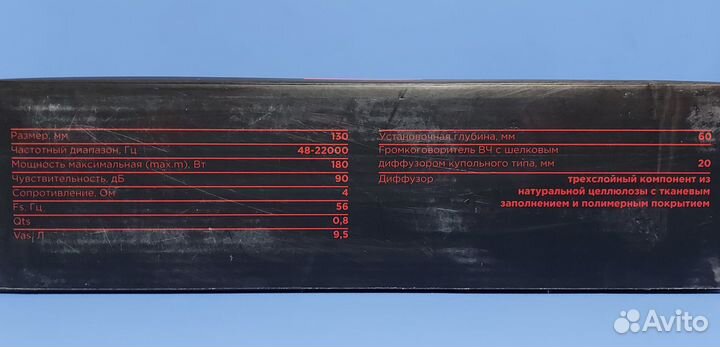 Размер, мм 130
Частотный диапазон, Гц 48-22000
Мощность максимальная (max.m), Вт 180
Чувствительность, дБ 90
Сопротивление, Ом 4
Fs, Гц 56
Qts 0,8
Vas, Л 9,5
Установочная глубина, мм 60
Громкоговоритель ВЧ с шелковым
диффузором купольного типа, мм 20
Диффузор трехслойный компонент из
натуральной целлюлозы с тканевым
заполнением и полимерным покрытием
Avito